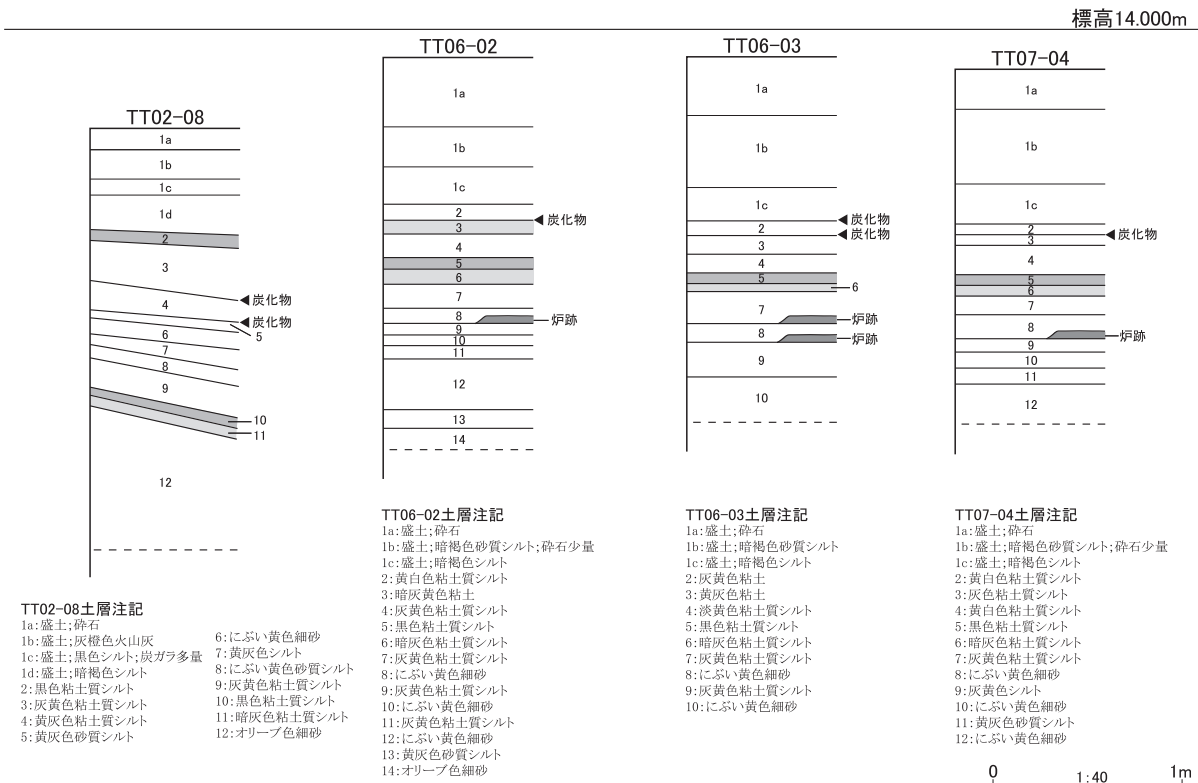 標高14.000m
TT02-08
1a
1b
1c
1d
2
3
炭化物
4
炭化物
5
6
7
8
9
10
11
12
TT06-02
1a
1b
1c
2
炭化物
3
4
5
6
7
8
炉跡
9
10
11
12
13
14
TT06-03
1a
1b
1c
炭化物
2
炭化物
3
4
5
6
7
炉跡
8
炉跡
9
10
TT07-04
1a
1b
1c
2
炭化物
3
4
5
6
7
8
炉跡
9
10
11
12
TT02-08土層注記
1a:盛土;砕石
1b:盛土;灰橙色火山灰
1c:盛土;黒色シルト;炭ガラ多量
1d:盛土;暗褐色シルト
2:黒色粘土質シルト
3:灰黄色粘土質シルト
4:黄灰色粘土質シルト
5:黄灰色砂質シルト
6:にぶい黄色細砂
7:黄灰色シルト
8:にぶい黄色砂質シルト
9:灰黄色粘土質シルト
10:黒色粘土質シルト
11:暗灰色粘土質シルト
12:オリーブ色細砂
TT06-02土層注記
1a:盛土;砕石
1b:盛土;暗褐色砂質シルト;砕石少量
1c:盛土;暗褐色シルト
2:黄白色粘土質シルト
3:暗灰黄色粘土
4:灰黄色粘土質シルト
5:黒色粘土質シルト
6:暗灰色粘土質シルト
7:灰黄色粘土質シルト
8:にぶい黄色細砂
9:灰黄色粘土質シルト
10:にぶい黄色細砂
11:灰黄色粘土質シルト
12:にぶい黄色細砂
13:黄灰色砂質シルト
14:オリーブ色細砂
TT06-03土層注記
1a:盛土;砕石
1b:盛土;暗褐色砂質シルト
1c:盛土;暗褐色シルト
2:灰黄色粘土
3:黄灰色粘土
4:淡黄色粘土質シルト
5:黒色粘土質シルト
6:暗灰色粘土質シルト
7:灰黄色粘土質シルト
8:にぶい黄色細砂
9:灰黄色粘土質シルト
10:にぶい黄色細砂
TT07-04土層注記
1a:盛土;砕石
1b:盛土;暗褐色砂質シルト;砕石少量
1c:盛土;暗褐色シルト
2:黄白色粘土質シルト
3:灰色粘土質シルト
4:黄白色粘土質シルト
5:黒色粘土質シルト
6:暗灰色粘土質シルト
7:灰黄色粘土質シルト
8:にぶい黄色細砂
9:灰黄色シルト
10:にぶい黄色細砂
11:黄灰色砂質シルト
12:にぶい黄色細砂
0 1:40 1m